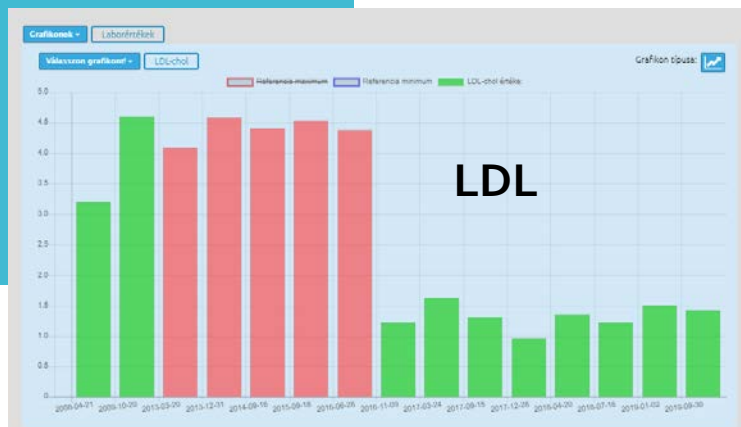 Grafikonok
Laborértékek
Válasszon grafikont!
LDL-chol
Grafikon típusa:
Referencia maximum
Referencia minimum
LDL-chol értéke
LDL
5.0
4.5
4.0
3.5
3.0
2.5
2.0
1.5
1.0
0.5
0
2008-04-21
2009-10-20
2013-03-20
2013-12-31
2014-09-16
2015-09-16
2016-06-28
2016-11-09
2017-03-24
2017-09-15
2017-12-28
2018-04-20
2018-07-16
2019-01-02
2019-09-30